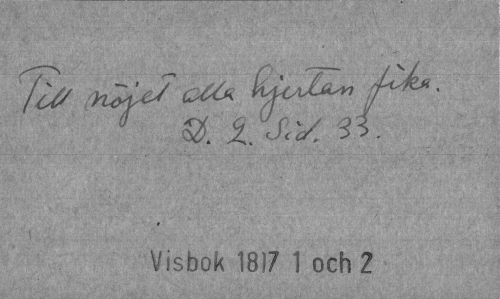 Till nöjet alla hjertan fika.
D. 2. Sid. 33.
Visbok 1817 1 och 2